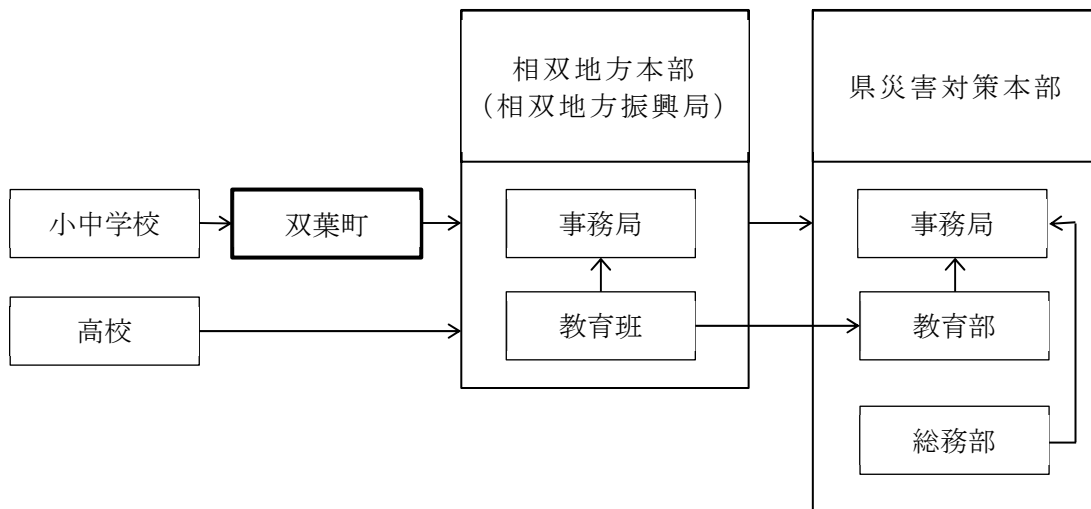 相双地方本部
（相双地方振興局）
県災害対策本部
小中学校
双葉町
事務局
事務局
高校
教育班
教育部
総務部